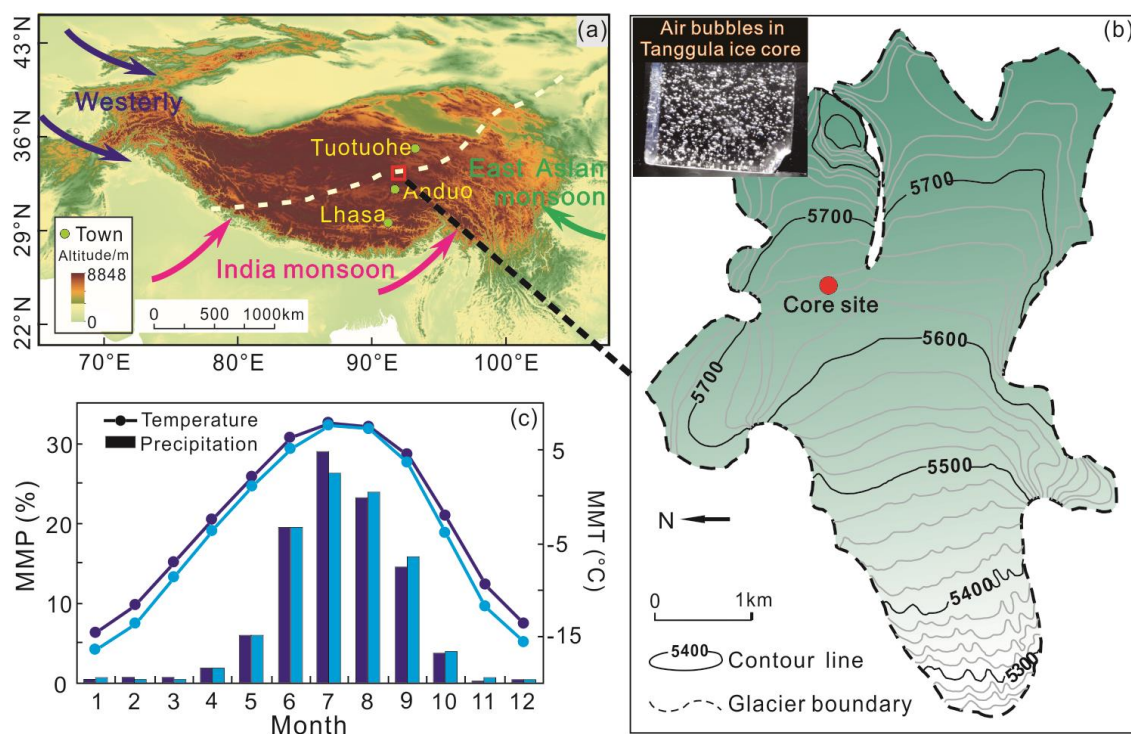 (a)
43°N
36°N
29°N
22°N
70°E
80°E
90°E
100°E
Westerly
Tuotuohe
Anduo
Lhasa
East Asian
monsoon
India monsoon
Town
Altitude/m
8848
0
0 500 1000km
(b)
Air bubbles in
Tanggula ice core
5700
5700
Core site
5600
5700
5500
N
5400
5300
0 1km
5400 Contour line
Glacier boundary
(c)
Temperature
Precipitation
MMP (%)
30
20
10
0
MMT (°C)
5
-5
-15
1 2 3 4 5 6 7 8 9 10 11 12
Month